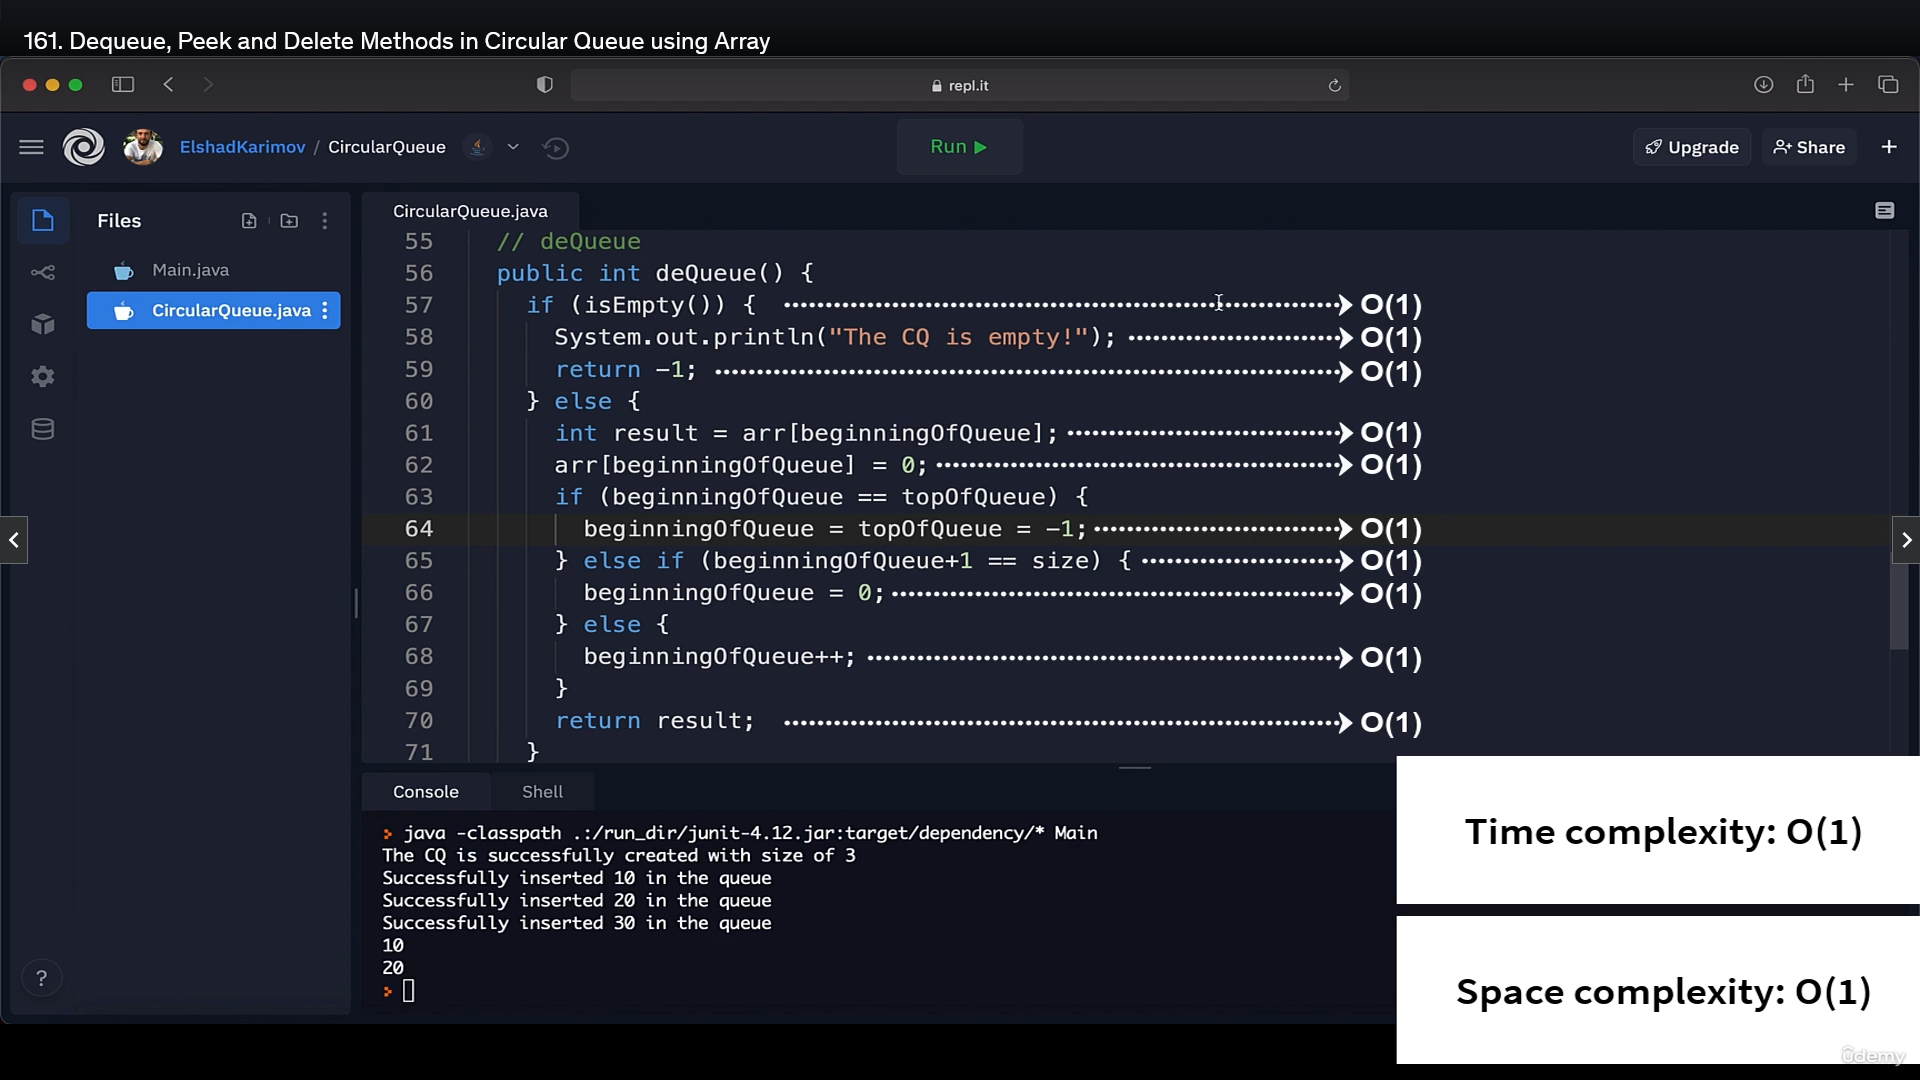 161. Dequeue, Peek and Delete Methods in Circular Queue using Array
repl.it
ElshadKarimov / CircularQueue
Run
Upgrade
Share
Files
Main.java
CircularQueue.java
CircularQueue.java
55 // deQueue
56 public int deQueue() {
57 if (isEmpty()) { O(1)
58 System.out.println("The CQ is empty!"); O(1)
59 return -1; O(1)
60 } else {
61 int result = arr[beginningOfQueue]; O(1)
62 arr[beginningOfQueue] = 0; O(1)
63 if (beginningOfQueue == topOfQueue) {
64 beginningOfQueue = topOfQueue = -1; O(1)
65 } else if (beginningOfQueue+1 == size) { O(1)
66 beginningOfQueue = 0; O(1)
67 } else {
68 beginningOfQueue++; O(1)
69 }
70 return result; O(1)
71 }
Console Shell
> java -classpath .:/run_dir/junit-4.12.jar:target/dependency/* Main
The CQ is successfully created with size of 3
Successfully inserted 10 in the queue
Successfully inserted 20 in the queue
Successfully inserted 30 in the queue
10
20
>
?
Time complexity: O(1)
Space complexity: O(1)
ûdemy